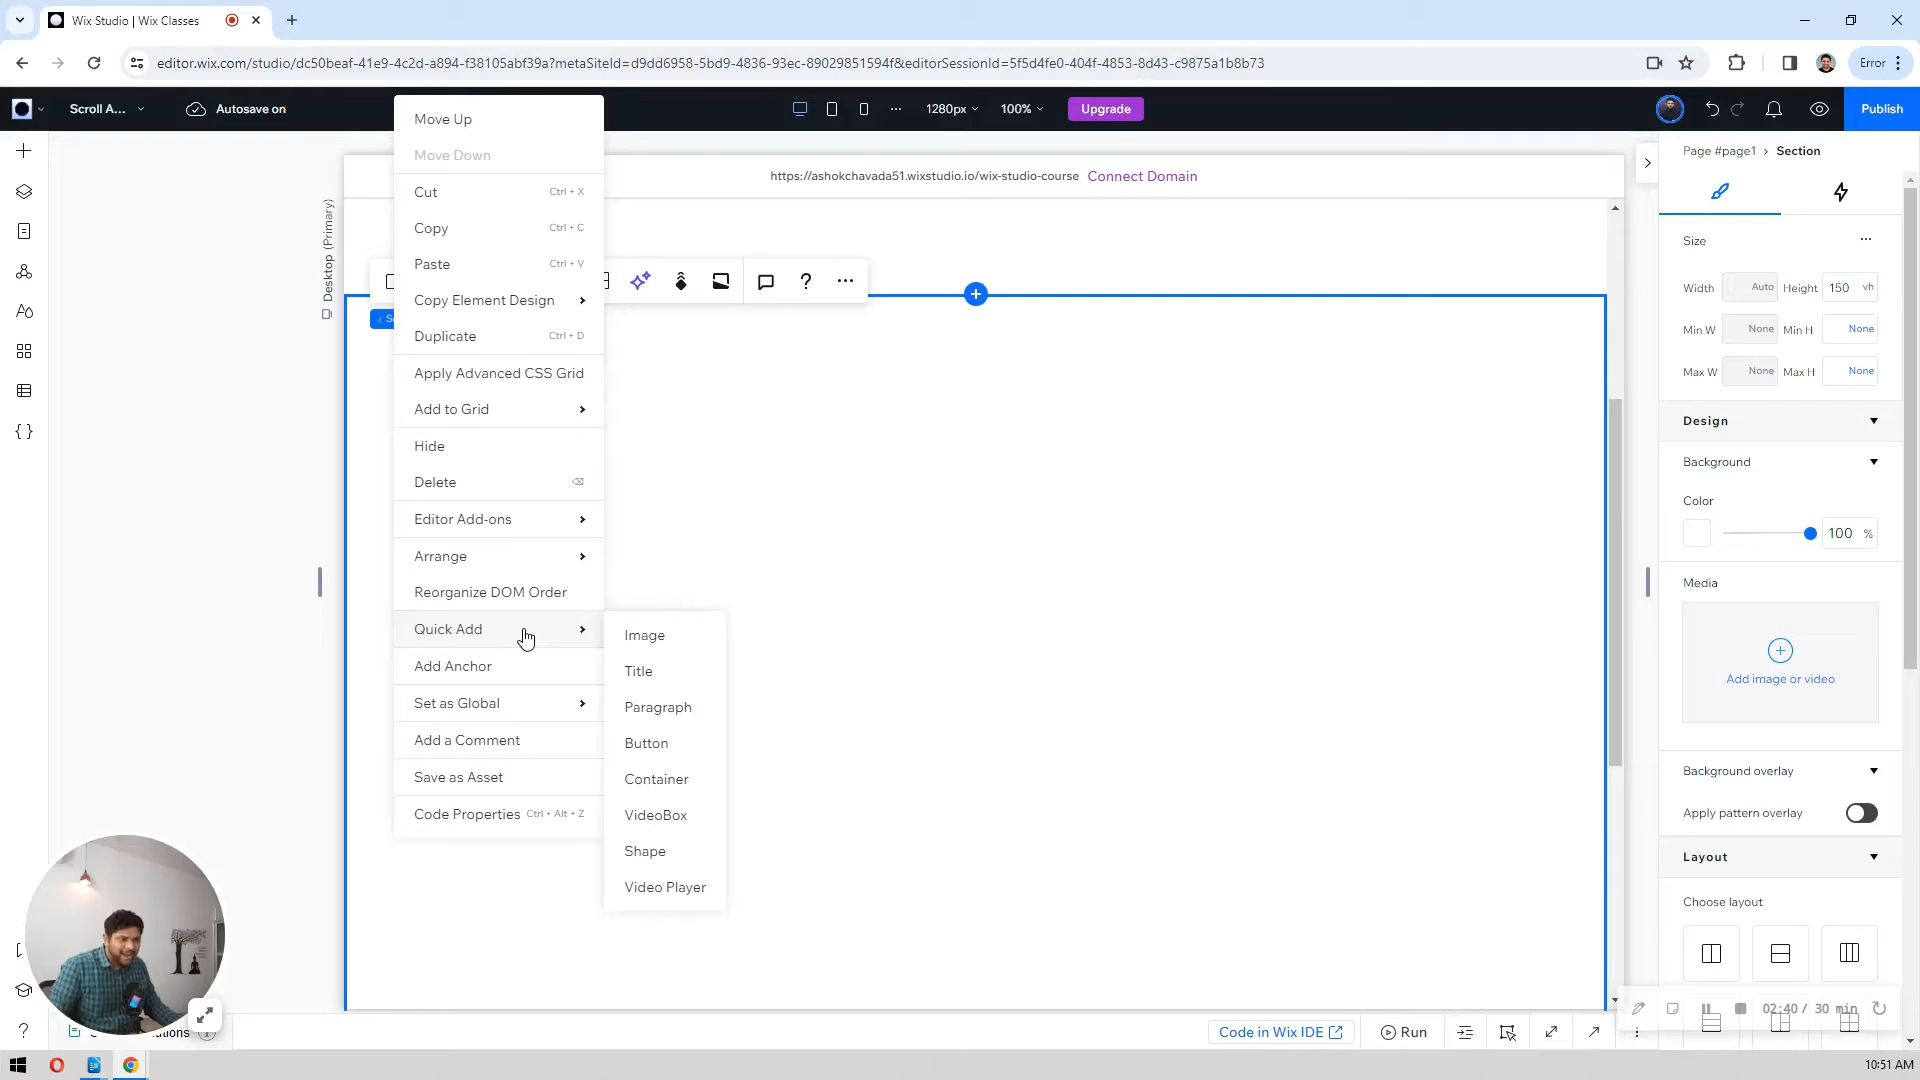 Wix Studio | Wix Classes
editor.wix.com/studio/dc50beaf-41e9-4c2d-a894-f38105abf39a?metaSiteId=d9dd6958-5bd9-4836-93ec-89029851594f&editorSessionId=5f5d4fe0-404f-4853-8d43-c9875a1b8b73
Error
Scroll A...
Autosave on
1280px
100%
Upgrade
Publish
https://ashokchavada51.wixstudio.io/wix-studio-course Connect Domain
Desktop (Primary)
Move Up
Move Down
Cut Ctrl + X
Copy Ctrl + C
Paste Ctrl + V
Copy Element Design
Duplicate Ctrl + D
Apply Advanced CSS Grid
Add to Grid
Hide
Delete
Editor Add-ons
Arrange
Reorganize DOM Order
Quick Add
Add Anchor
Set as Global
Add a Comment
Save as Asset
Code Properties Ctrl + Alt + Z
Image
Title
Paragraph
Button
Container
VideoBox
Shape
Video Player
Page #page1 > Section
Size
Width Auto Height 150 vh
Min W None Min H None
Max W None Max H None
Design
Background
Color
100 %
Media
Add image or video
Background overlay
Apply pattern overlay
Layout
Choose layout
02:40 / 30 min
Code in Wix IDE
Run
10:51 AM